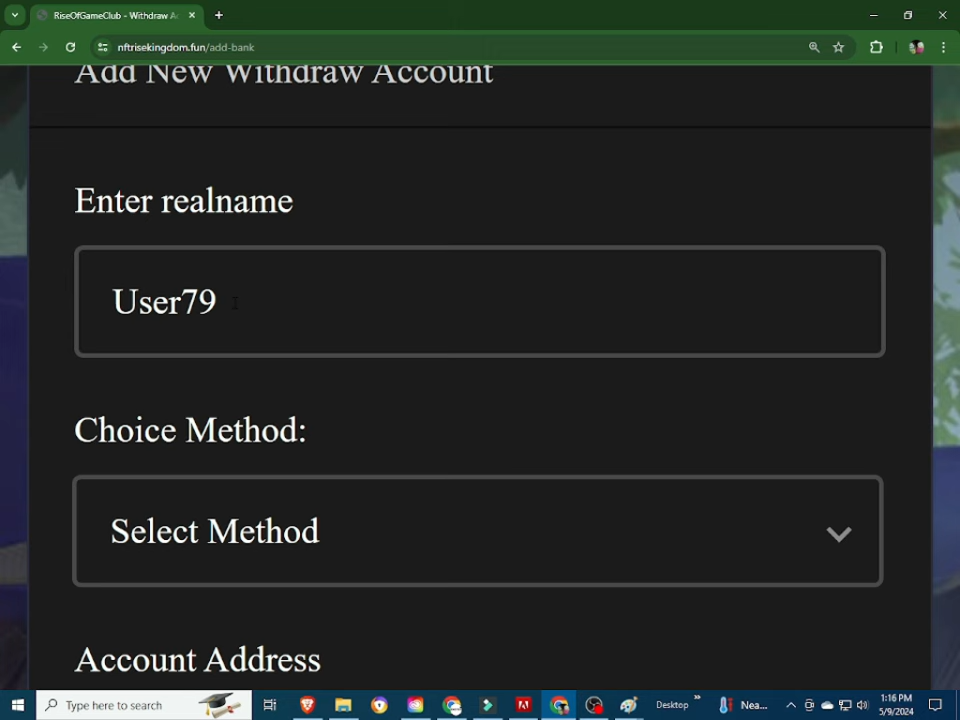 RiseOfGameClub - Withdraw Ac
nftrisekingdom.fun/add-bank
Add New Withdraw Account
Enter realname
User79
Choice Method:
Select Method
Account Address
Type here to search
Desktop
Nea...
1:16 PM
5/9/2024